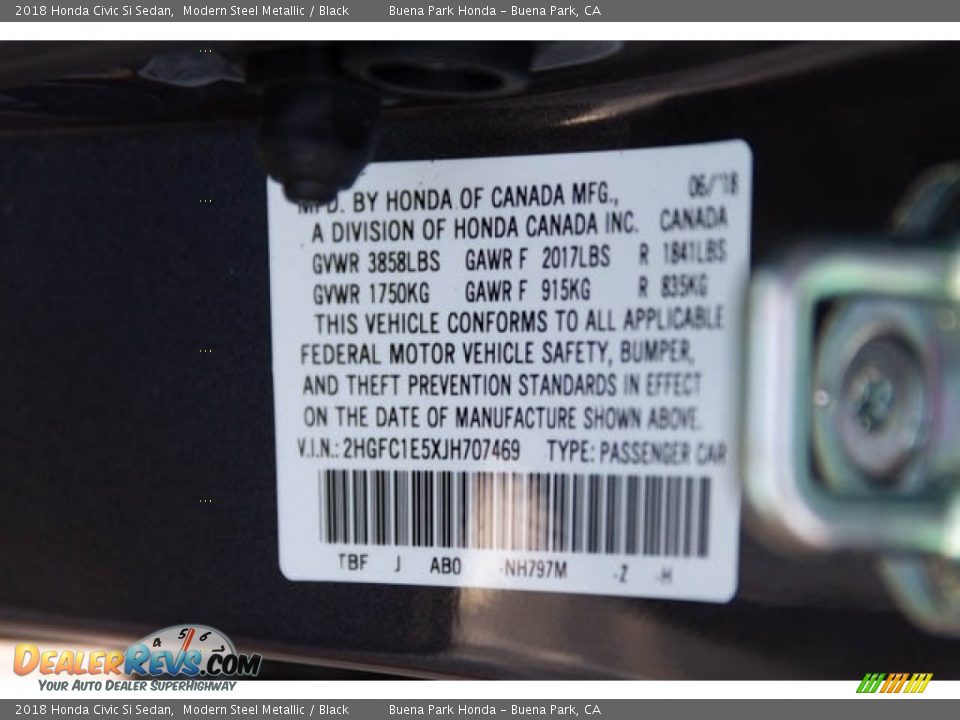 2018 Honda Civic Si Sedan, Modern Steel Metallic / Black Buena Park Honda - Buena Park, CA
06/'18
MFD. BY HONDA OF CANADA MFG.,
A DIVISION OF HONDA CANADA INC. CANADA
GVWR 3858LBS GAWR F 2017LBS R 1841LBS
GVWR 1750KG GAWR F 915KG R 835KG
THIS VEHICLE CONFORMS TO ALL APPLICABLE
FEDERAL MOTOR VEHICLE SAFETY, BUMPER,
AND THEFT PREVENTION STANDARDS IN EFFECT
ON THE DATE OF MANUFACTURE SHOWN ABOVE.
V.I.N.: 2HGFC1E5XJH707469 TYPE: PASSENGER CAR
TBF J AB0 -NH797M -Z -H
4 5 6
DEALERREVS.COM
YOUR AUTO DEALER SUPERHIGHWAY
2018 Honda Civic Si Sedan, Modern Steel Metallic / Black Buena Park Honda - Buena Park, CA